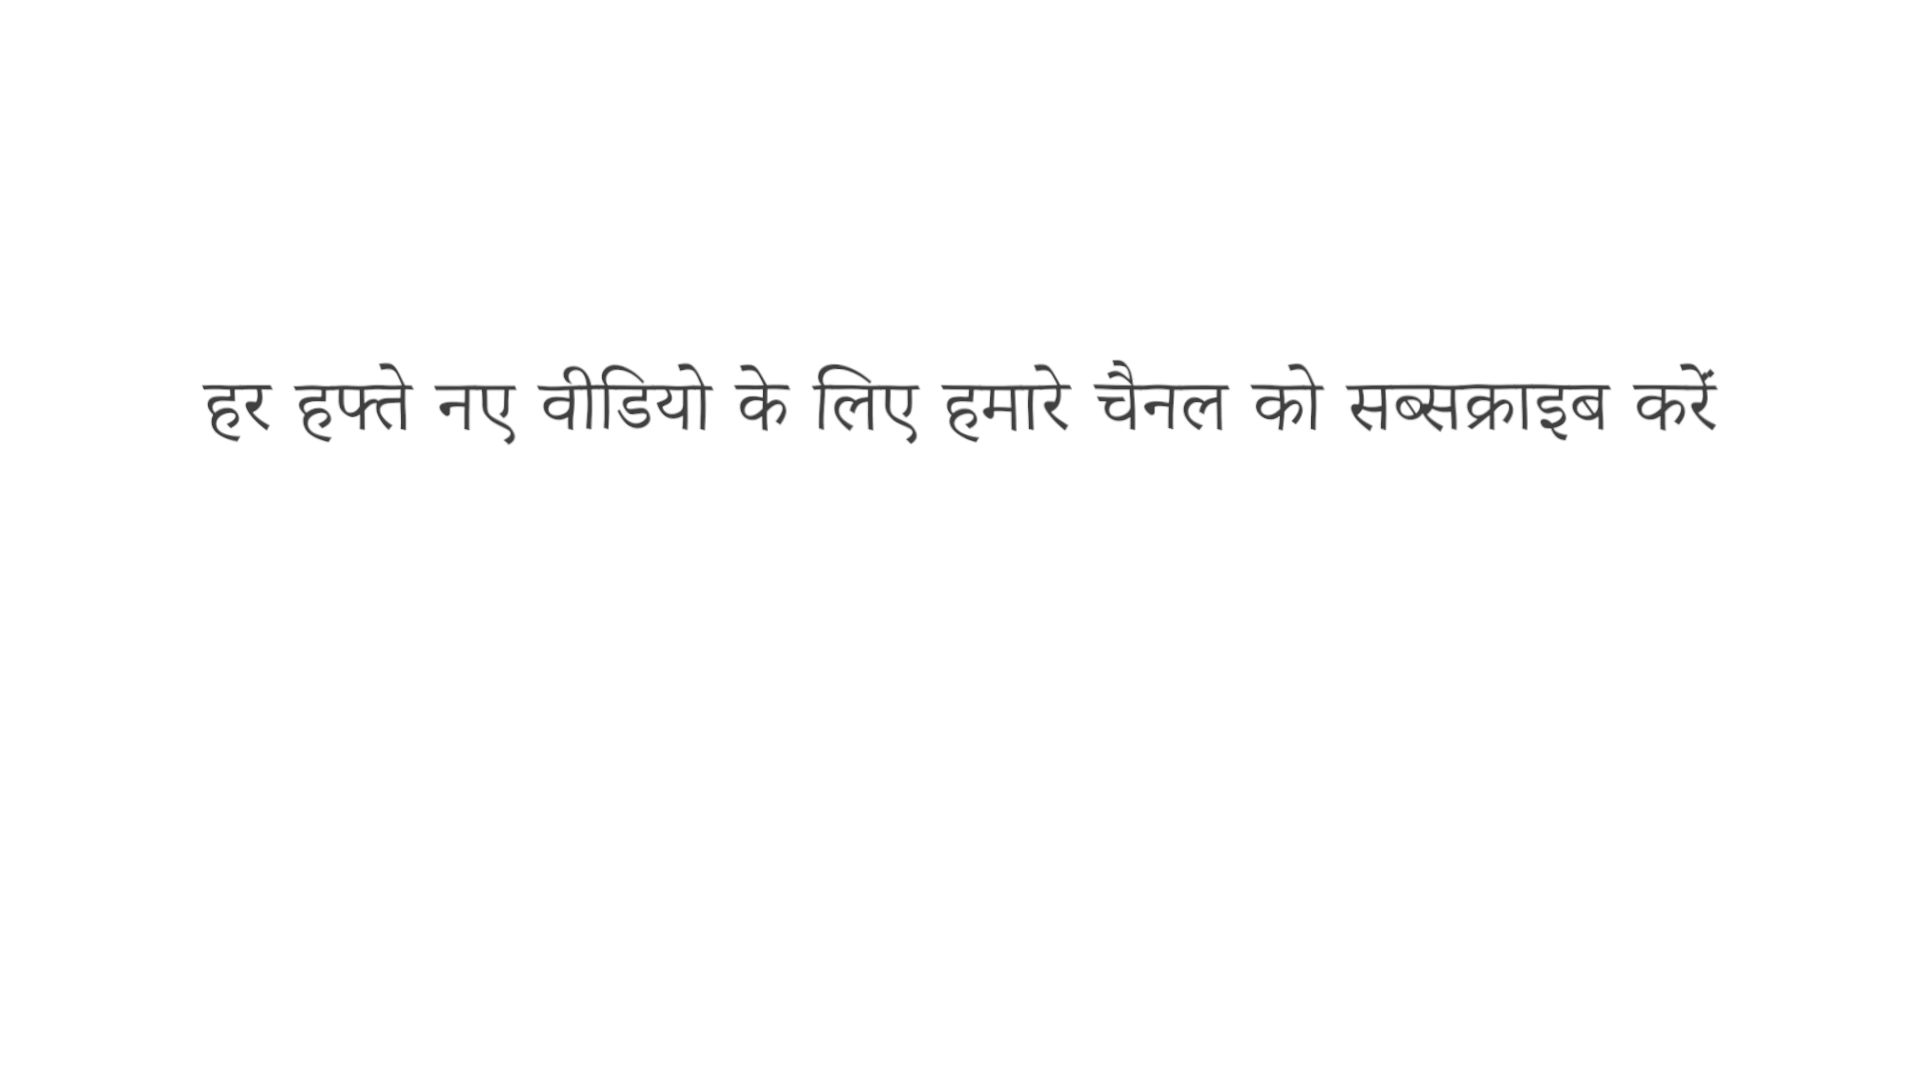 हर हफ्ते नए वीडियो के लिए हमारे चैनल को सब्सक्राइब करें